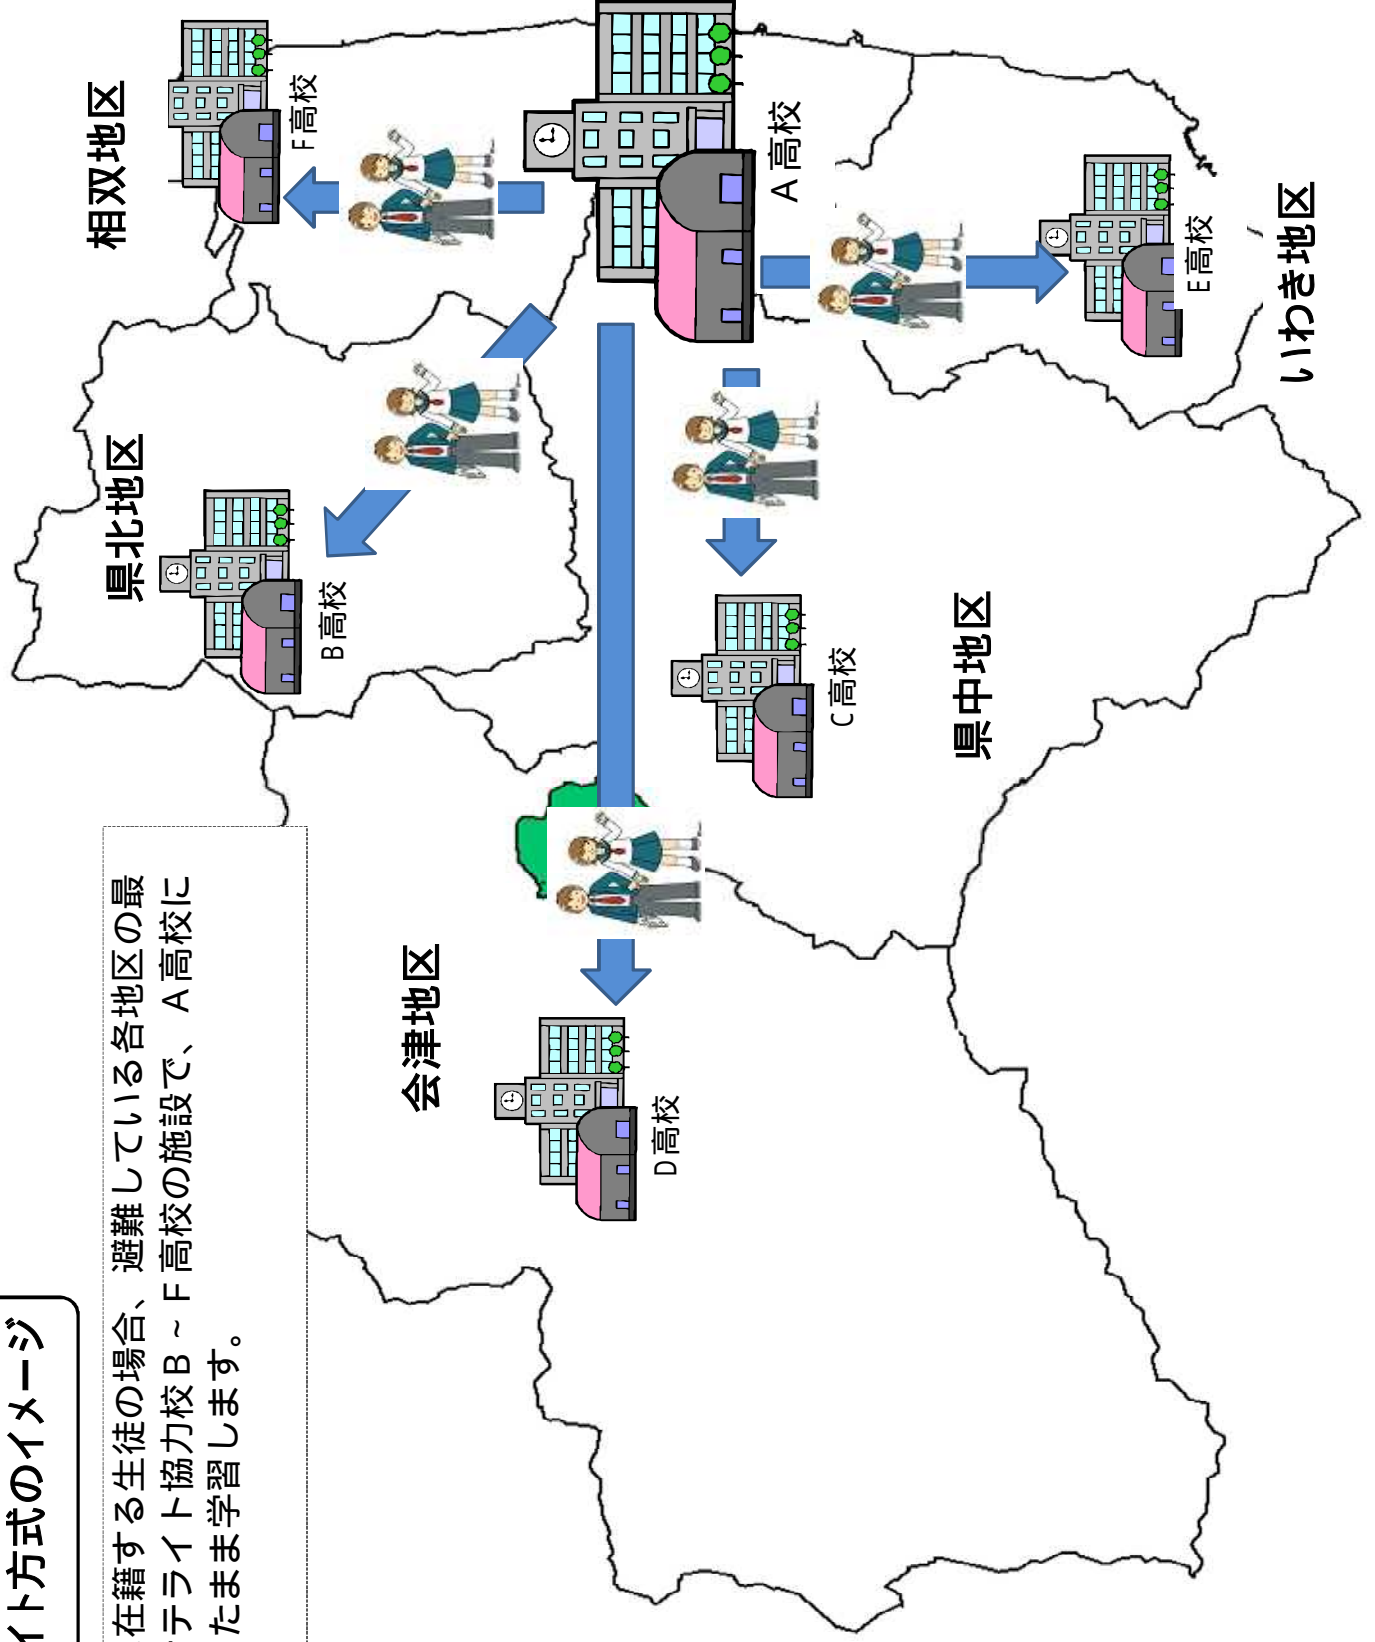 イト方式のイメージ
在籍する生徒の場合、避難している各地区の最
テライト協力校B～F高校の施設で、A高校に
たまま学習します。
相双地区
F高校
県北地区
B高校
A高校
会津地区
D高校
C高校
県中地区
E高校
いわき地区